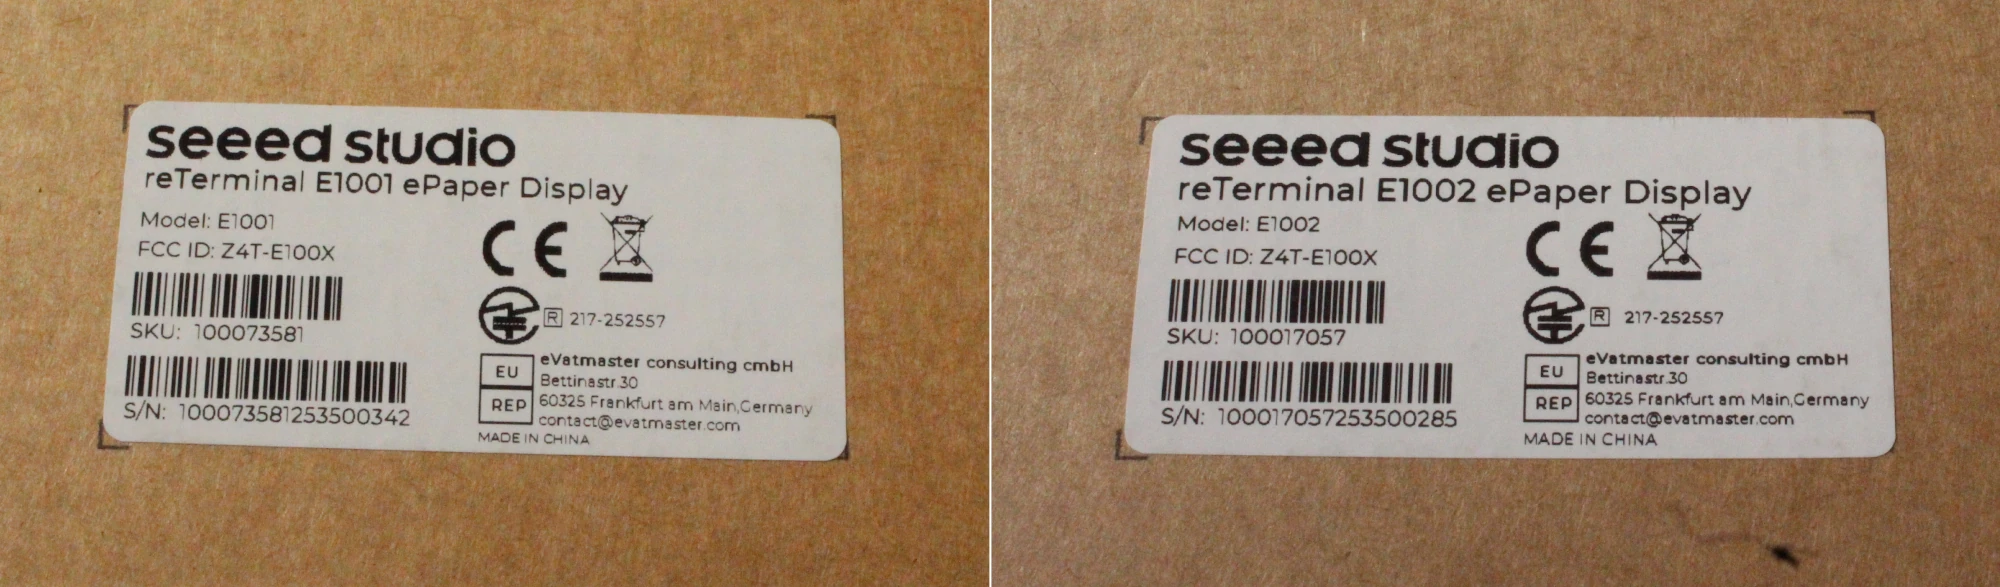 seeed studio
reTerminal E1001 ePaper Display
Model: E1001
FCC ID: Z4T-E100X
CE
SKU: 100073581
R 217-252557
S/N: 100073581253500342
EU
REP
eVatmaster consulting cmbH
Bettinastr.30
60325 Frankfurt am Main,Germany
contact@evatmaster.com
MADE IN CHINA
seeed studio
reTerminal E1002 ePaper Display
Model: E1002
FCC ID: Z4T-E100X
CE
SKU: 100017057
R 217-252557
S/N: 100017057253500285
EU
REP
eVatmaster consulting cmbH
Bettinastr.30
60325 Frankfurt am Main,Germany
contact@evatmaster.com
MADE IN CHINA